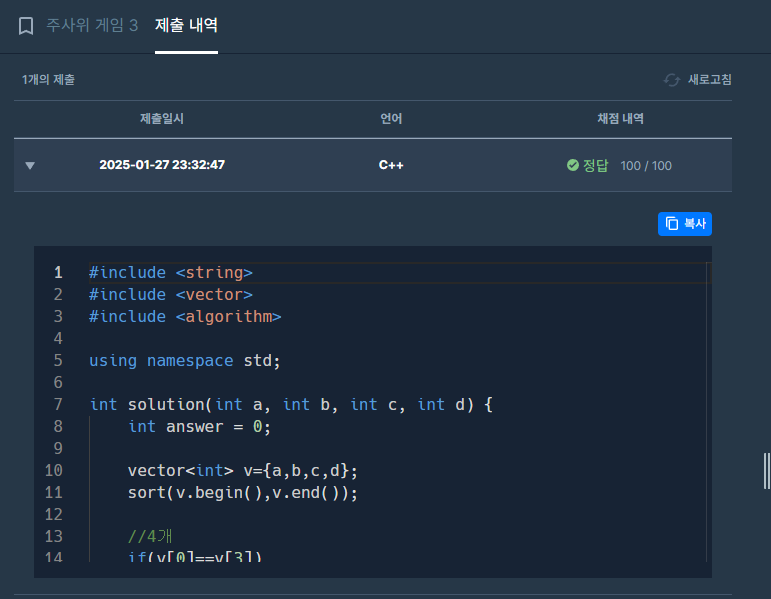 주사위 게임 3 제출 내역
1개의 제출 새로고침
제출일시 언어 채점 내역
2025-01-27 23:32:47 C++ 정답 100 / 100
복사
1 #include <string>
2 #include <vector>
3 #include <algorithm>
4
5 using namespace std;
6
7 int solution(int a, int b, int c, int d) {
8 int answer = 0;
9
10 vector<int> v={a,b,c,d};
11 sort(v.begin(),v.end());
12
13 //4개
14 if(v[0]==v[3])